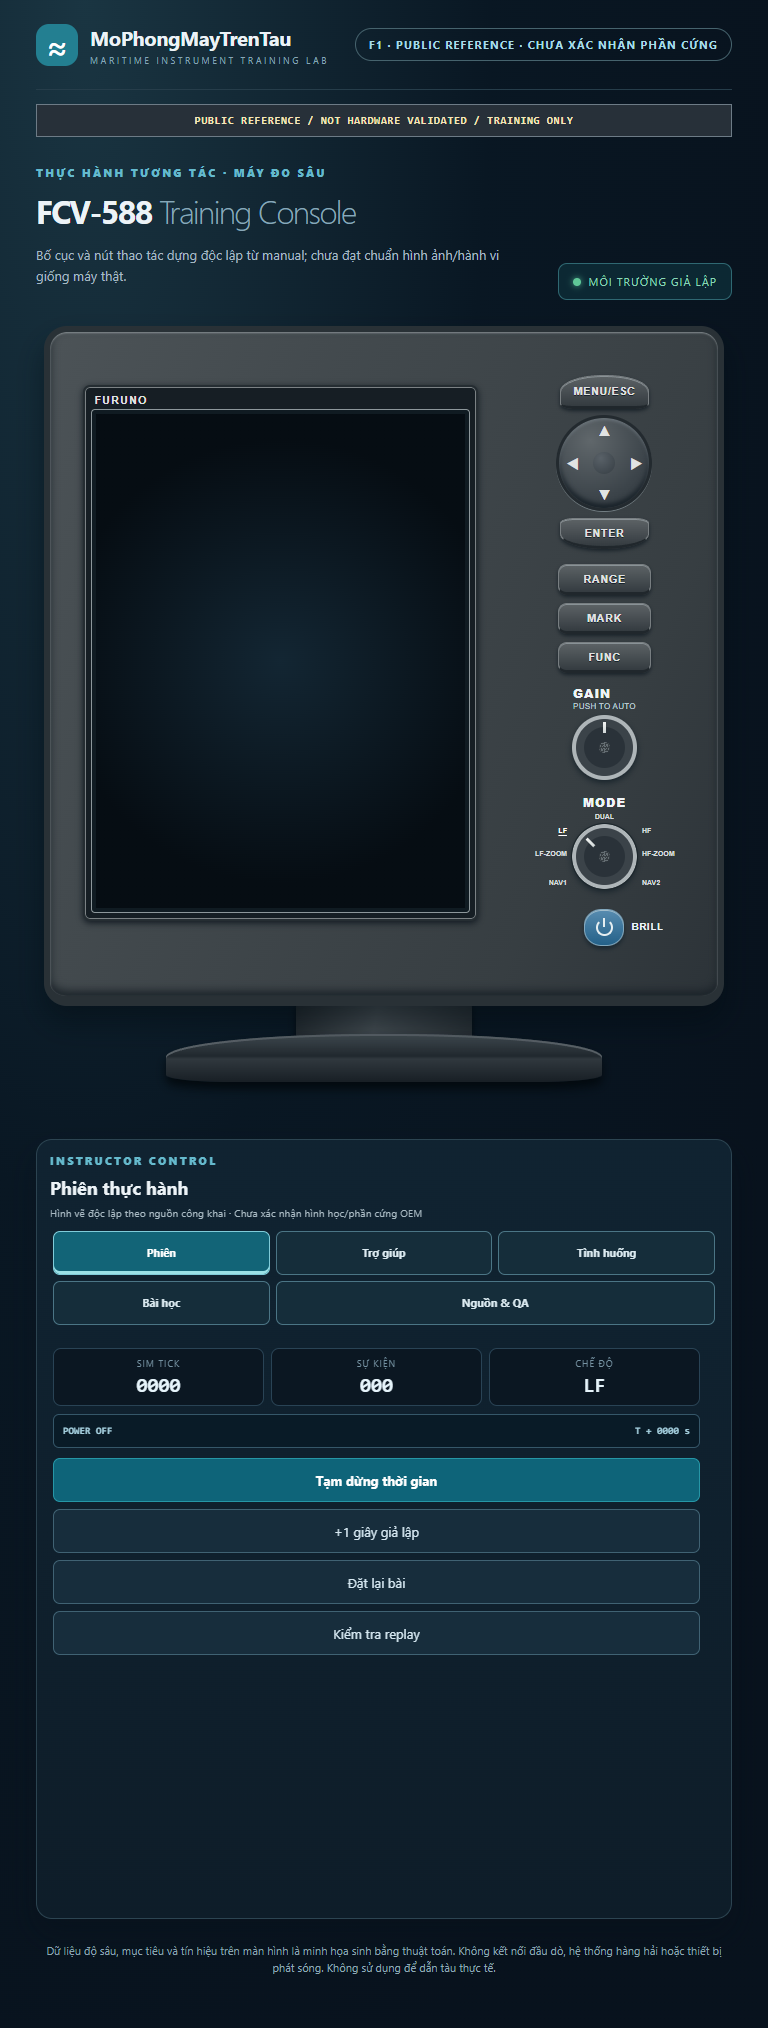 MoPhongMayTrenTau
MARITIME INSTRUMENT TRAINING LAB
F1 · PUBLIC REFERENCE · CHƯA XÁC NHẬN PHẦN CỨNG
PUBLIC REFERENCE / NOT HARDWARE VALIDATED / TRAINING ONLY
THỰC HÀNH TƯƠNG TÁC · MÁY ĐO SÂU
FCV-588 Training Console
Bố cục và nút thao tác dựng độc lập từ manual; chưa đạt chuẩn hình ảnh/hành vi
giống máy thật.
MÔI TRƯỜNG GIẢ LẬP
FURUNO
MENU/ESC
ENTER
RANGE
MARK
FUNC
GAIN
PUSH TO AUTO
MODE
DUAL
LF
HF
LF-ZOOM
HF-ZOOM
NAV1
NAV2
BRILL
INSTRUCTOR CONTROL
Phiên thực hành
Hình vẽ độc lập theo nguồn công khai · Chưa xác nhận hình học/phần cứng OEM
Phiên
Trợ giúp
Tình huống
Bài học
Nguồn & QA
SIM TICK
SỰ KIỆN
CHẾ ĐỘ
0000
000
LF
POWER OFF
T + 0000 s
Tạm dừng thời gian
+1 giây giả lập
Đặt lại bài
Kiểm tra replay
Dữ liệu độ sâu, mục tiêu và tín hiệu trên màn hình là minh họa sinh bằng thuật toán. Không kết nối đầu dò, hệ thống hàng hải hoặc thiết bị
phát sóng. Không sử dụng để dẫn tàu thực tế.